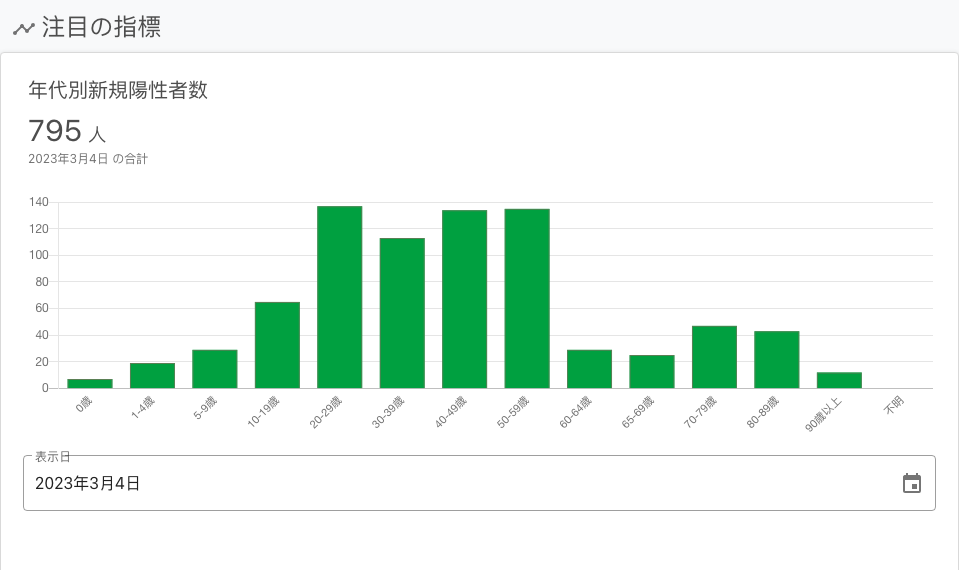 注目の指標
年代別新規陽性者数
795 人
2023年3月4日 の合計
140
120
100
80
60
40
20
0
0歳
1-4歳
5-9歳
10-19歳
20-29歳
30-39歳
40-49歳
50-59歳
60-64歳
65-69歳
70-79歳
80-89歳
90歳以上
不明
表示日
2023年3月4日